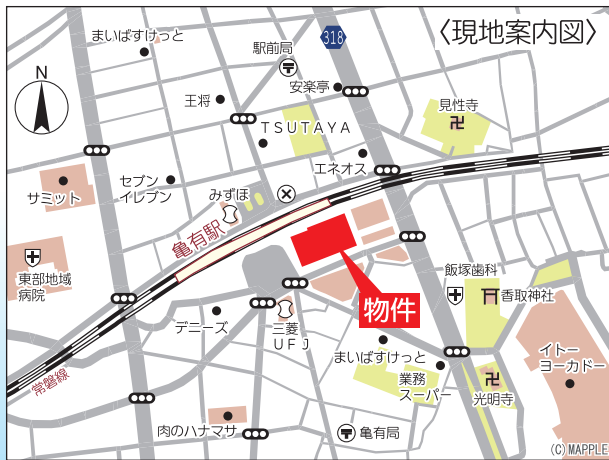 〈現地案内図〉
まいばすけっと
駅前局
318
安楽亭
N
王将
TSUTAYA
見性寺
エネオス
サミット
セブン
イレブン
みずほ
亀有駅
東部地域
病院
物件
飯塚歯科
香取神社
デニーズ
三菱
UFJ
まいばすけっと
業務
スーパー
イトー
ヨーカドー
光明寺
常磐線
肉のハナマサ
亀有局
(C)MAPPLE